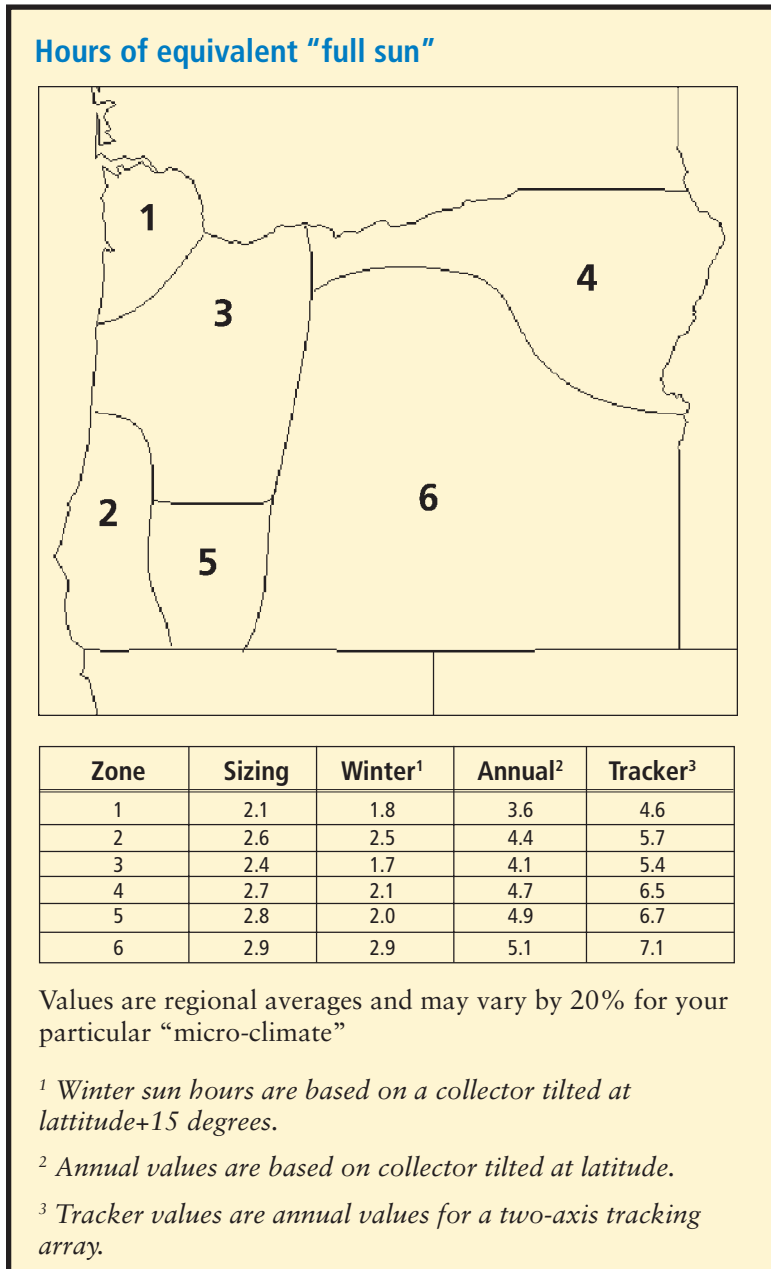 Hours of equivalent “full sun”
1
4
3
2
6
5
Zone Sizing Winter¹ Annual² Tracker³
1 2.1 1.8 3.6 4.6
2 2.6 2.5 4.4 5.7
3 2.4 1.7 4.1 5.4
4 2.7 2.1 4.7 6.5
5 2.8 2.0 4.9 6.7
6 2.9 2.9 5.1 7.1
Values are regional averages and may vary by 20% for your
particular “micro-climate”
¹ Winter sun hours are based on a collector tilted at
lattitude+15 degrees.
² Annual values are based on collector tilted at latitude.
³ Tracker values are annual values for a two-axis tracking
array.